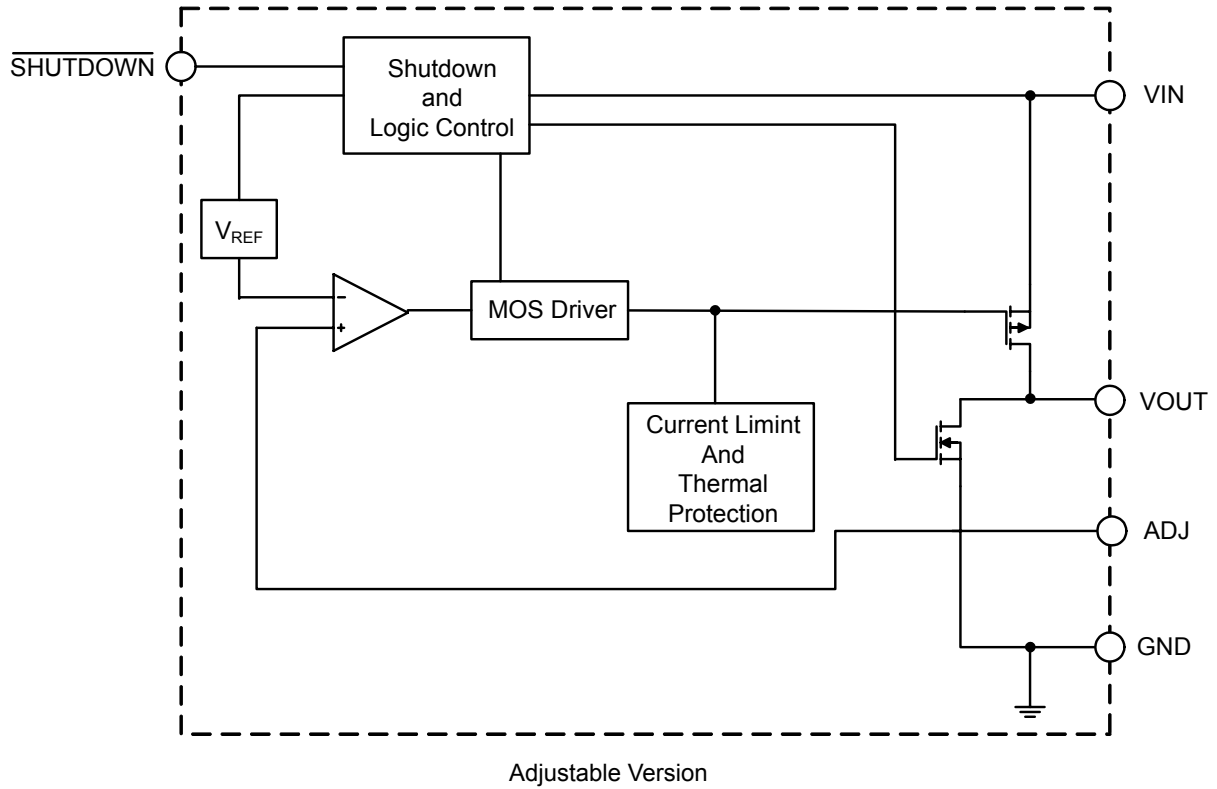 SHUTDOWN
Shutdown
and
Logic Control
VIN
VREF
−
+
MOS Driver
Current Limint
And
Thermal
Protection
VOUT
ADJ
GND
Adjustable Version